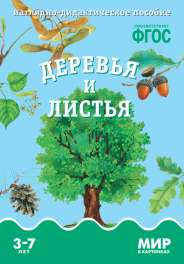 наглядно-дидактическое пособие
соответствует
ФГОС
ДЕРЕВЬЯ
И
ЛИСТЬЯ
3-7
ЛЕТ
МИР
В КАРТИНКАХ